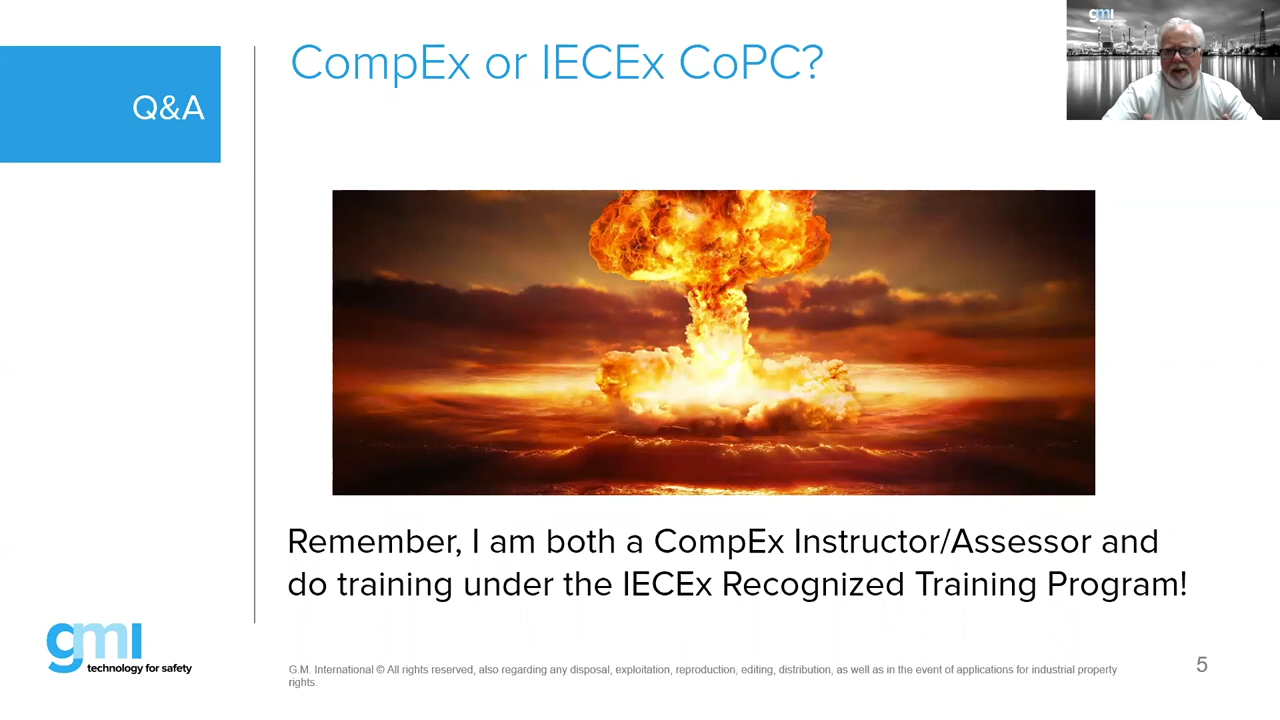 CompEx or IECEx CoPC?
gmi
Q&A
Remember, I am both a CompEx Instructor/Assessor and
do training under the IECEx Recognized Training Program!
gmi
technology for safety
G.M. International © All rights reserved, also regarding any disposal, exploitation, reproduction, editing, distribution, as well as in the event of applications for industrial property
rights.
5